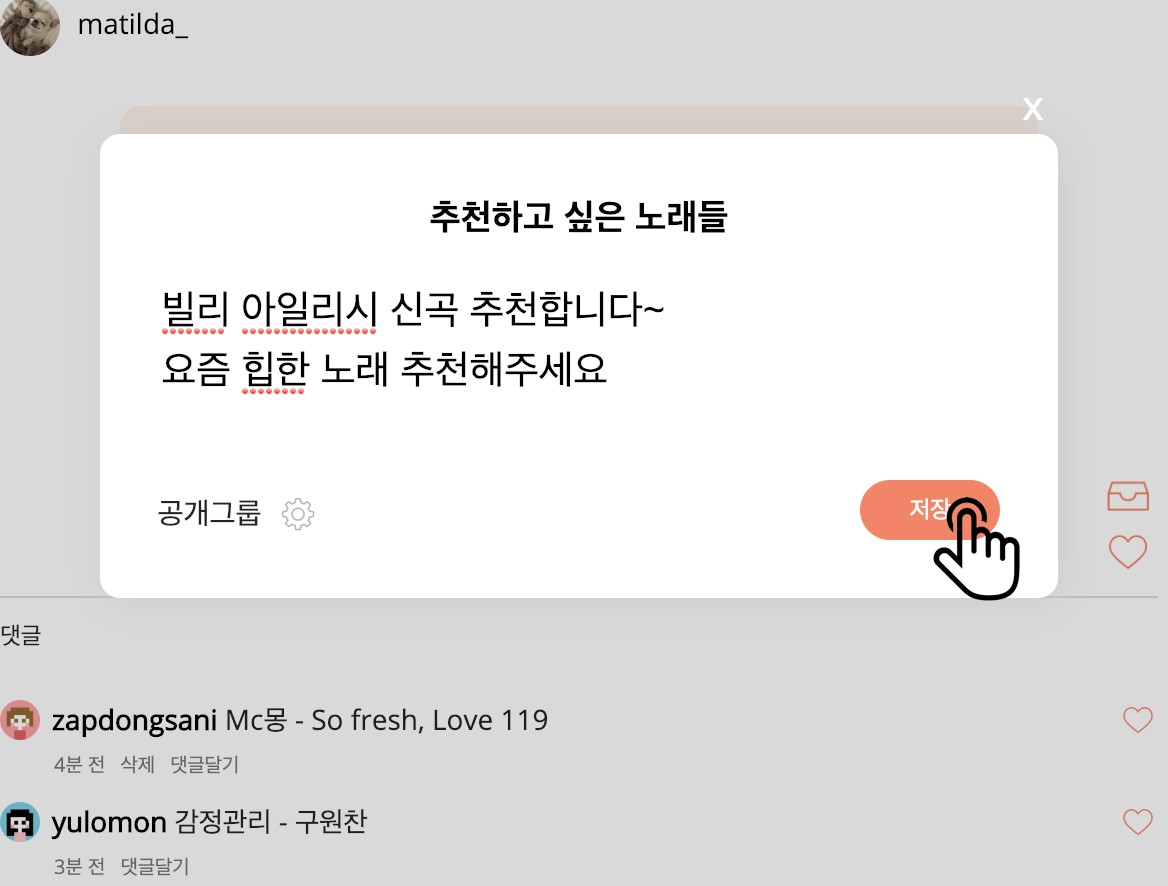 matilda_
X
추천하고 싶은 노래들
빌리 아일리시 신곡 추천합니다~
요즘 힙한 노래 추천해주세요
공개그룹
저장
댓글
zapdongsani Mc몽 - So fresh, Love 119
4분 전 삭제 댓글달기
yulomon 감정관리 - 구원찬
3분 전 댓글달기